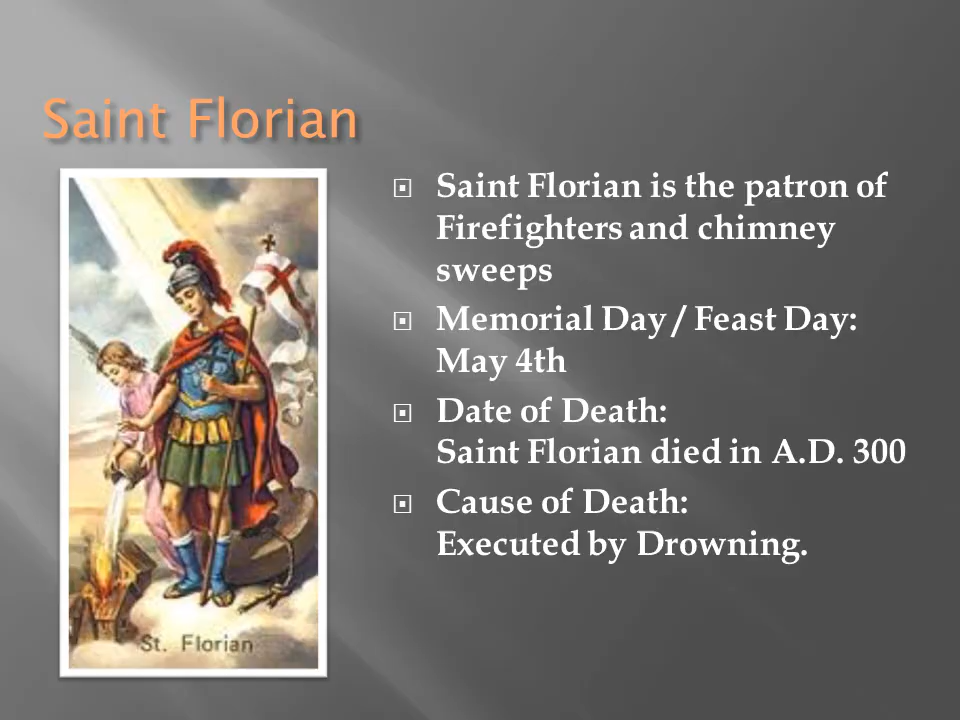 Saint Florian
Saint Florian is the patron of
Firefighters and chimney
sweeps
Memorial Day / Feast Day:
May 4th
Date of Death:
Saint Florian died in A.D. 300
Cause of Death:
Executed by Drowning.
St. Florian